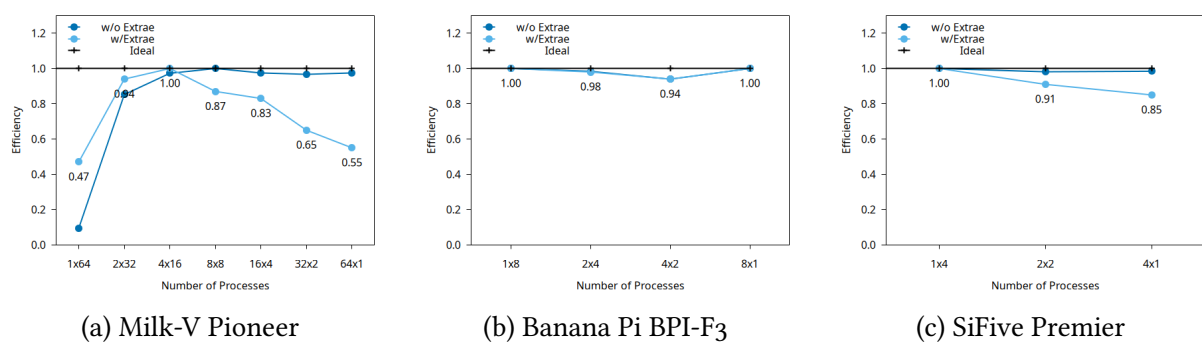 w/o Extrae
w/Extrae
Ideal
1.2
1.0
0.8
0.6
0.4
0.2
0.0
Efficiency
0.47
0.94
1.00
0.87
0.83
0.65
0.55
1x64 2x32 4x16 8x8 16x4 32x2 64x1
Number of Processes
(a) Milk-V Pioneer
w/o Extrae
w/Extrae
Ideal
1.2
1.0
0.8
0.6
0.4
0.2
0.0
Efficiency
1.00
0.98
0.94
1.00
1x8 2x4 4x2 8x1
Number of Processes
(b) Banana Pi BPI-F3
w/o Extrae
w/Extrae
Ideal
1.2
1.0
0.8
0.6
0.4
0.2
0.0
Efficiency
1.00
0.91
0.85
1x4 2x2 4x1
Number of Processes
(c) SiFive Premier